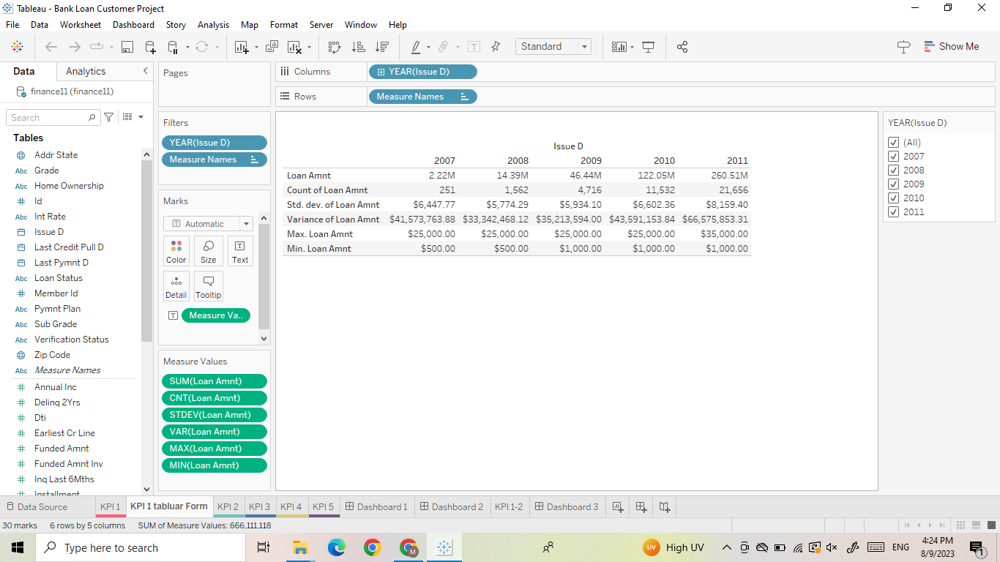 Tableau - Bank Loan Customer Project
File Data Worksheet Dashboard Story Analysis Map Format Server Window Help
Standard
Show Me
Data Analytics
finance11 (finance11)
Search
Tables
Addr State
Abc Grade
Abc Home Ownership
# Id
Abc Int Rate
Issue D
Last Credit Pull D
Last Pymnt D
Abc Loan Status
# Member Id
Abc Pymnt Plan
Abc Sub Grade
Abc Verification Status
Zip Code
Abc Measure Names
# Annual Inc
# Delinq 2Yrs
# Dti
# Earliest Cr Line
# Funded Amnt
# Funded Amnt Inv
# Inq Last 6Mths
# Installment
Pages
Filters
YEAR(Issue D)
Measure Names
Marks
T Automatic
Color Size Text
Detail Tooltip
T Measure Va..
Measure Values
SUM(Loan Amnt)
CNT(Loan Amnt)
STDEV(Loan Amnt)
VAR(Loan Amnt)
MAX(Loan Amnt)
MIN(Loan Amnt)
Columns YEAR(Issue D)
Rows Measure Names
Issue D
2007 2008 2009 2010 2011
Loan Amnt 2.22M 14.39M 46.44M 122.05M 260.51M
Count of Loan Amnt 251 1,562 4,716 11,532 21,656
Std. dev. of Loan Amnt $6,447.77 $5,774.29 $5,934.10 $6,602.36 $8,159.40
Variance of Loan Amnt $41,573,763.88 $33,342,468.12 $35,213,594.00 $43,591,153.84 $66,575,853.31
Max. Loan Amnt $25,000.00 $25,000.00 $25,000.00 $25,000.00 $35,000.00
Min. Loan Amnt $500.00 $500.00 $1,000.00 $1,000.00 $1,000.00
YEAR(Issue D)
(All)
2007
2008
2009
2010
2011
Data Source KPI 1 KPI 1 tabluar Form KPI 2 KPI 3 KPI 4 KPI 5 Dashboard 1 Dashboard 2 KPI 1-2 Dashboard 3
30 marks 6 rows by 5 columns SUM of Measure Values: 666,111,118
Type here to search
M
UV High UV
ENG
4:24 PM
8/9/2023
1